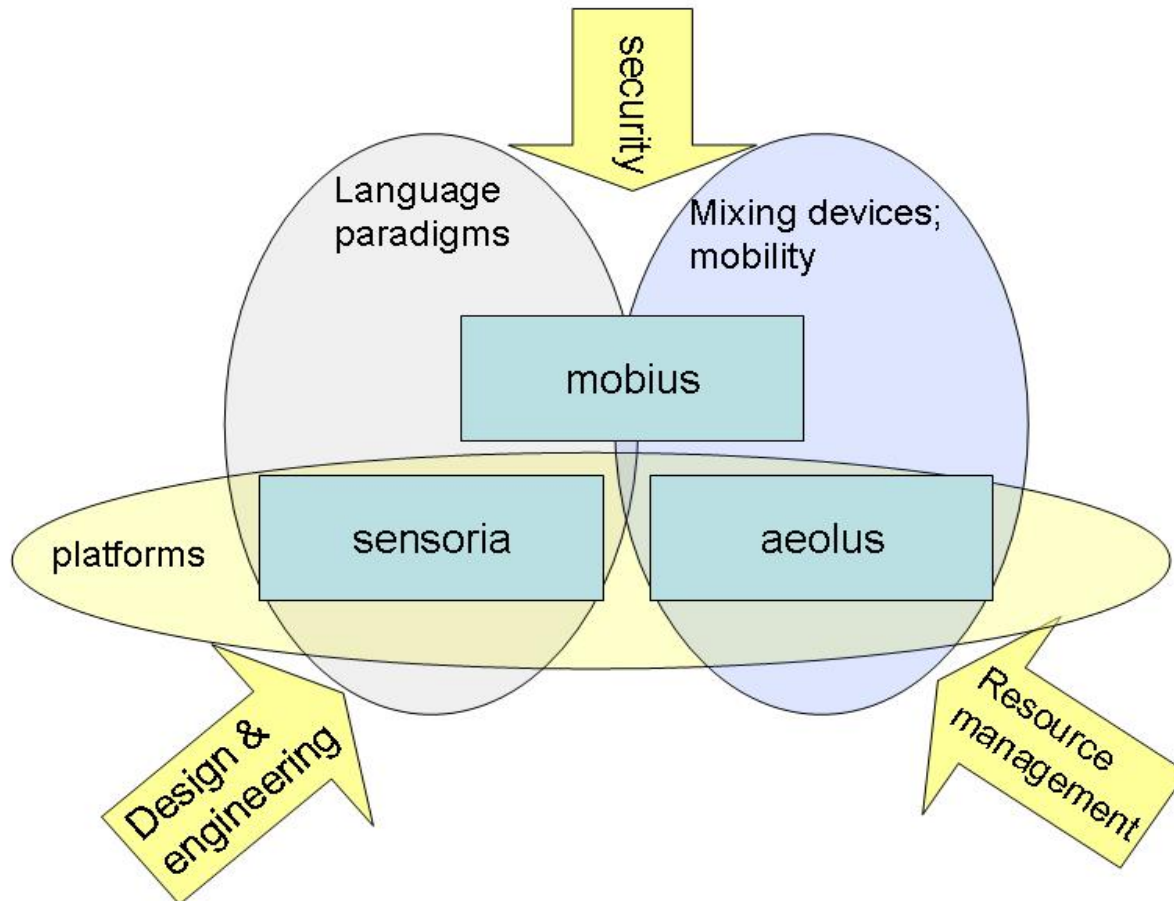 security
Language
paradigms
Mixing devices;
mobility
mobius
sensoria
aeolus
platforms
Design &
engineering
Resource
management